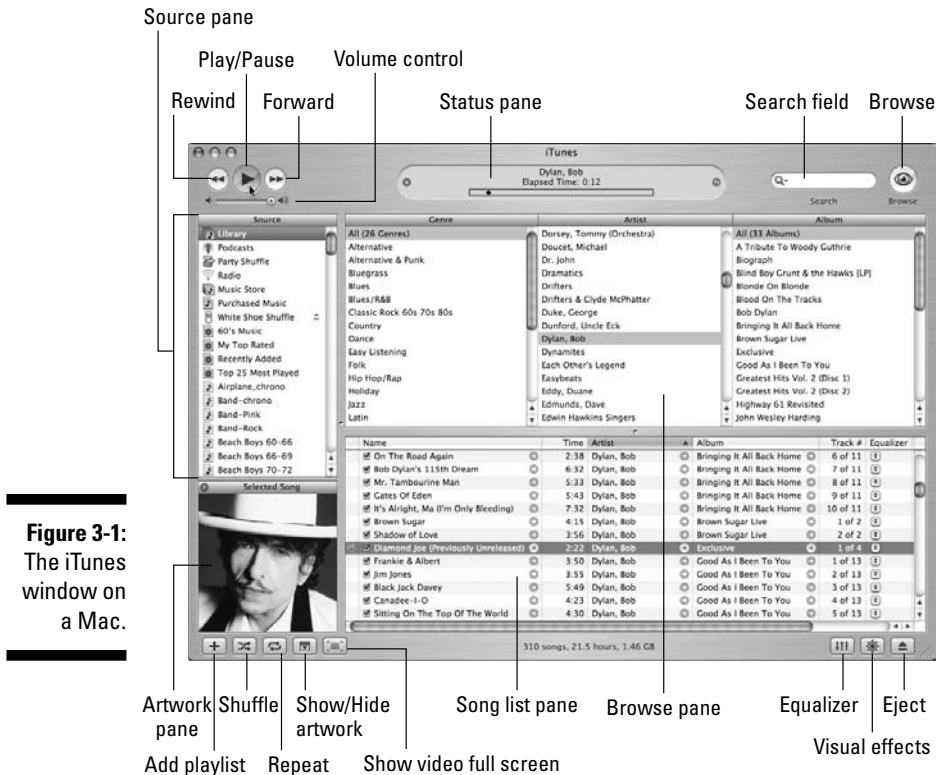 Source pane
Play/Pause
Volume control
Rewind
Forward
Status pane
Search field
Browse
iTunes
Dylan, Bob
Elapsed Time: 0:12
Search
Browse
Source
Library
Podcasts
Party Shuffle
Radio
Music Store
Purchased Music
White Shoe Shuffle
60's Music
My Top Rated
Recently Added
Top 25 Most Played
Airplane_chrono
Band-chrono
Band-Pink
Band-Rock
Beach Boys 60-66
Beach Boys 66-69
Beach Boys 70-72
Genre
All (26 Genres)
Alternative
Alternative & Punk
Bluegrass
Blues
Blues/R&B
Classic Rock 60s 70s 80s
Country
Dance
Easy Listening
Folk
Hip Hop/Rap
Holiday
Jazz
Latin
Artist
Dorsey, Tommy (Orchestra)
Doucet, Michael
Dr. John
Dramatics
Drifters
Drifters & Clyde McPhatter
Duke, George
Dunford, Uncle Eck
Dylan, Bob
Dynamites
Each Other's Legend
Easybeats
Eddy, Duane
Edmunds, Dave
Edwin Hawkins Singers
Album
All (33 Albums)
A Tribute To Woody Guthrie
Biograph
Blind Boy Grunt & the Hawks [LP]
Blonde On Blonde
Blood On The Tracks
Bob Dylan
Bringing It All Back Home
Brown Sugar Live
Exclusive
Good As I Been To You
Greatest Hits Vol. 2 (Disc 1)
Greatest Hits Vol. 2 (Disc 2)
Highway 61 Revisited
John Wesley Harding
Name Time Artist Album Track # Equalizer
On The Road Again 2:38 Dylan, Bob Bringing It All Back Home 6 of 11
Bob Dylan's 115th Dream 6:32 Dylan, Bob Bringing It All Back Home 7 of 11
Mr. Tambourine Man 5:33 Dylan, Bob Bringing It All Back Home 8 of 11
Gates Of Eden 5:43 Dylan, Bob Bringing It All Back Home 9 of 11
It's Alright, Ma (I'm Only Bleeding) 7:32 Dylan, Bob Bringing It All Back Home 10 of 11
Brown Sugar 4:15 Dylan, Bob Brown Sugar Live 1 of 2
Shadow of Love 3:56 Dylan, Bob Brown Sugar Live 2 of 2
Diamond Joe (Previously Unreleased) 2:22 Dylan, Bob Exclusive 1 of 4
Frankie & Albert 3:50 Dylan, Bob Good As I Been To You 1 of 13
Jim Jones 3:55 Dylan, Bob Good As I Been To You 2 of 13
Black Jack Davey 5:49 Dylan, Bob Good As I Been To You 3 of 13
Canadee-I-O 4:23 Dylan, Bob Good As I Been To You 4 of 13
Sitting On The Top Of The World 4:30 Dylan, Bob Good As I Been To You 5 of 13
Selected Song
310 songs, 21.5 hours, 1.46 GB
Figure 3-1:
The iTunes
window on
a Mac.
Artwork
pane
Shuffle
Show/Hide
artwork
Song list pane
Browse pane
Equalizer
Eject
Visual effects
Add playlist
Repeat
Show video full screen